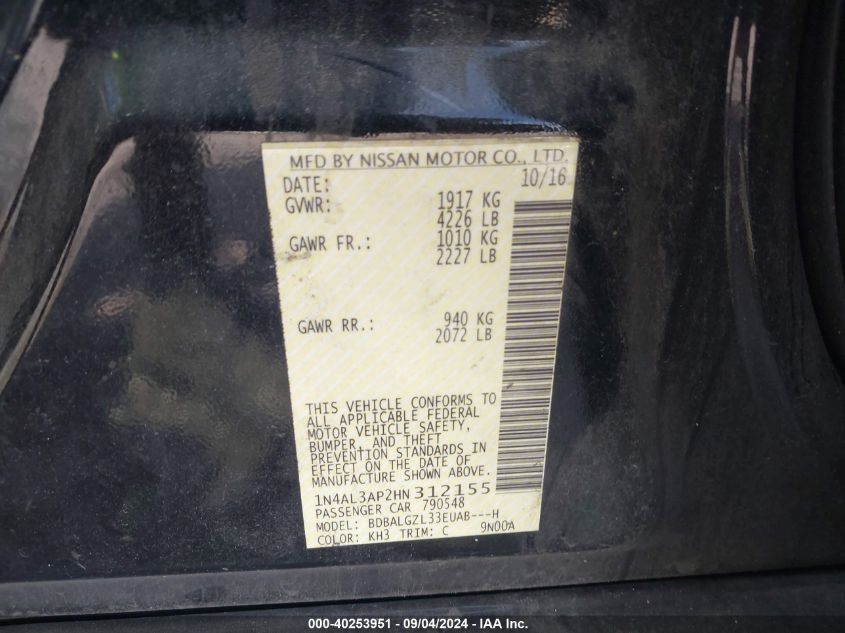 MFD BY NISSAN MOTOR CO., LTD.
DATE: 10/16
GVWR: 1917 KG
4226 LB
GAWR FR.: 1010 KG
2227 LB
GAWR RR.: 940 KG
2072 LB
THIS VEHICLE CONFORMS TO
ALL APPLICABLE FEDERAL
MOTOR VEHICLE SAFETY,
BUMPER, AND THEFT
PREVENTION STANDARDS IN
EFFECT ON THE DATE OF
MANUFACTURE SHOWN ABOVE.
1N4AL3AP2HN312155
PASSENGER CAR 790548
MODEL: BDBALGZL33EUAB---H
COLOR: KH3 TRIM: C 9N00A
000-40253951 - 09/04/2024 - IAA Inc.